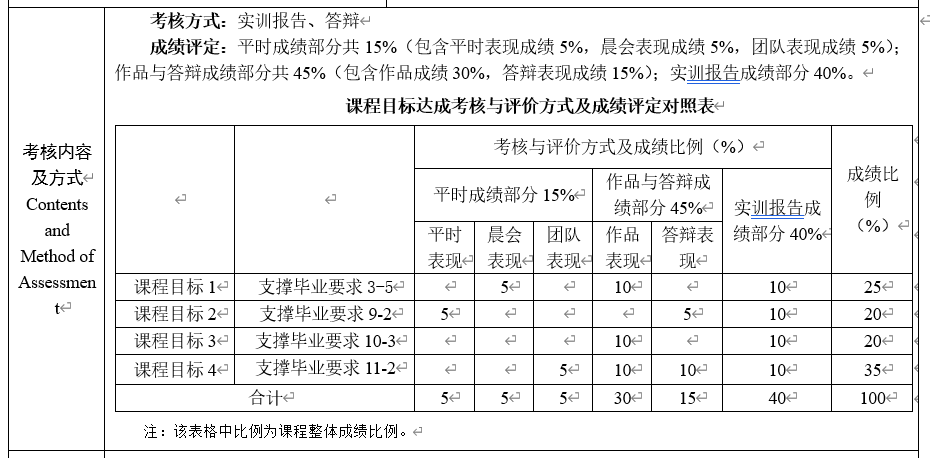 考核方式：实训报告、答辩
成绩评定：平时成绩部分共 15%（包含平时表现成绩 5%，晨会表现成绩 5%，团队表现成绩 5%）；
作品与答辩成绩部分共 45%（包含作品成绩 30%，答辩表现成绩 15%）；实训报告成绩部分 40%。
课程目标达成考核与评价方式及成绩评定对照表
考核内容
及方式
Contents
and
Method of
Assessmen
t
考核与评价方式及成绩比例（%）
成绩比
例
（%）
平时成绩部分 15%
作品与答辩成
绩部分 45%
实训报告成
绩部分 40%
平时
表现
晨会
表现
团队
表现
作品
表现
答辩表
现
课程目标 1 支撑毕业要求 3-5 5 10 10 25
课程目标 2 支撑毕业要求 9-2 5 5 10 20
课程目标 3 支撑毕业要求 10-3 10 10 20
课程目标 4 支撑毕业要求 11-2 5 10 10 10 35
合计 5 5 5 30 15 40 100
注：该表格中比例为课程整体成绩比例。